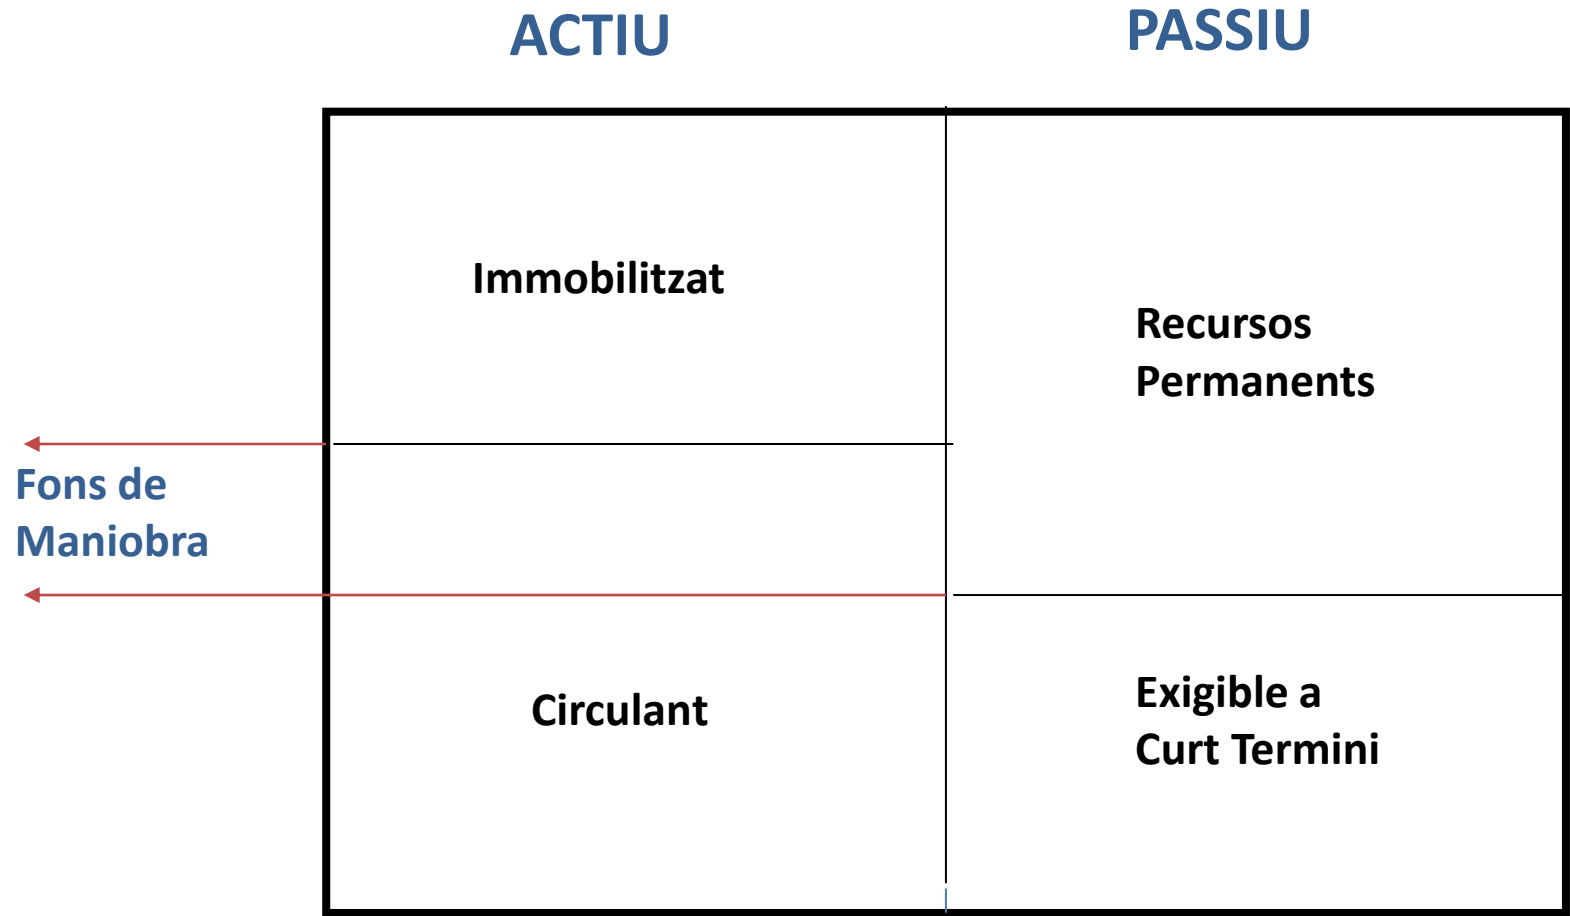 ACTIU
PASSIU
Immobilitzat
Recursos
Permanents
Fons de
Maniobra
Circulant
Exigible a
Curt Termini